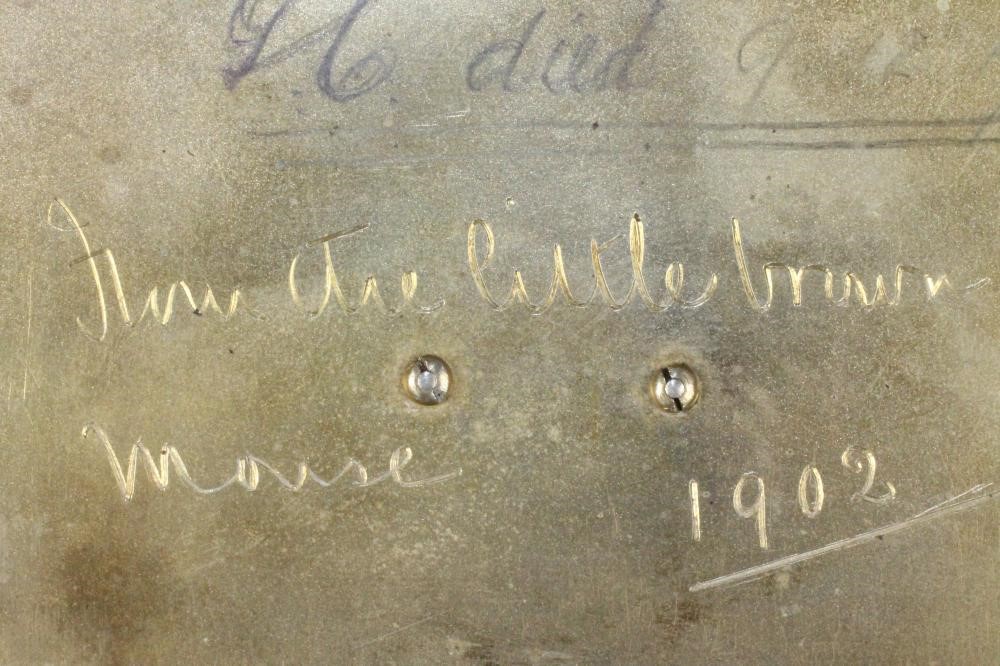 died
From the little brown
Mouse
1902